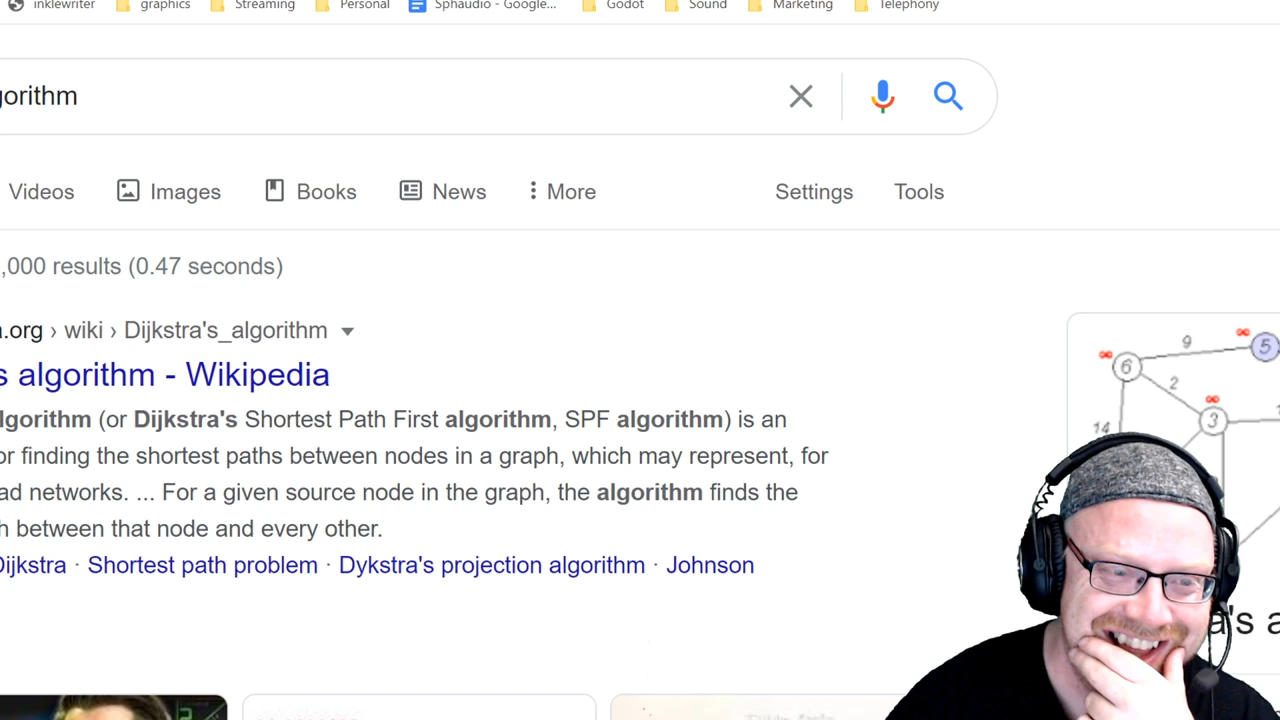 inklewriter graphics Streaming Personal Sphaudio - Google... Godot Sound Marketing Telephony
gorithm
Videos Images Books News More Settings Tools
,000 results (0.47 seconds)
a.org › wiki › Dijkstra's_algorithm
s algorithm - Wikipedia
lgorithm (or Dijkstra's Shortest Path First algorithm, SPF algorithm) is an
or finding the shortest paths between nodes in a graph, which may represent, for
ad networks. ... For a given source node in the graph, the algorithm finds the
h between that node and every other.
Dijkstra · Shortest path problem · Dykstra's projection algorithm · Johnson
9
5
6
2
3
14
a's a